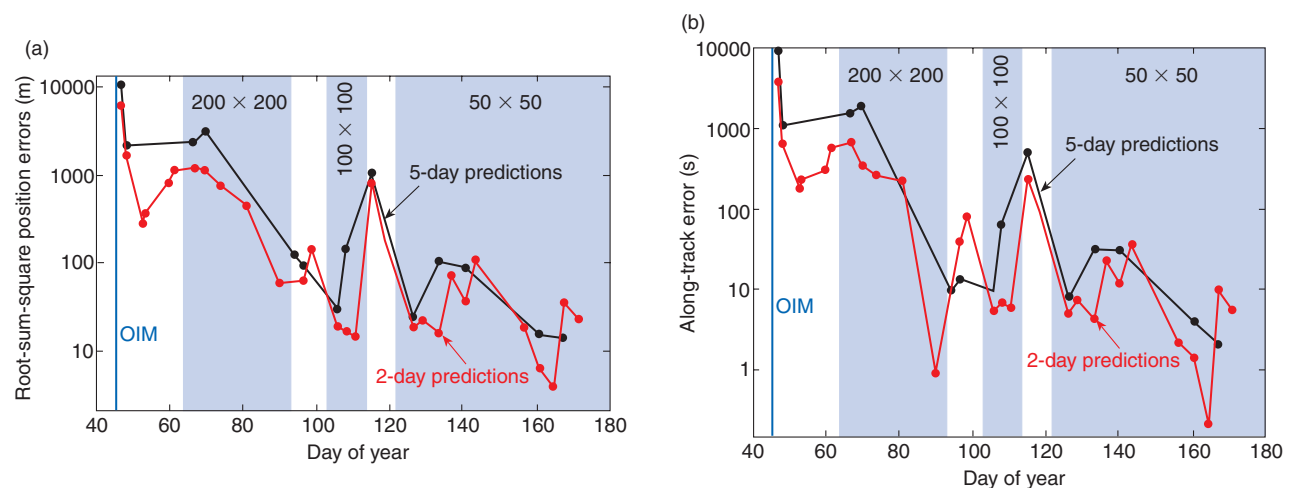 (a)
Root-sum-square position errors (m)
10000
1000
100
10
200 × 200
100 × 100
50 × 50
5-day predictions
OIM
2-day predictions
40 60 80 100 120 140 160 180
Day of year
(b)
Along-track error (s)
10000
1000
100
10
1
200 × 200
100 × 100
50 × 50
5-day predictions
OIM
2-day predictions
40 60 80 100 120 140 160 180
Day of year